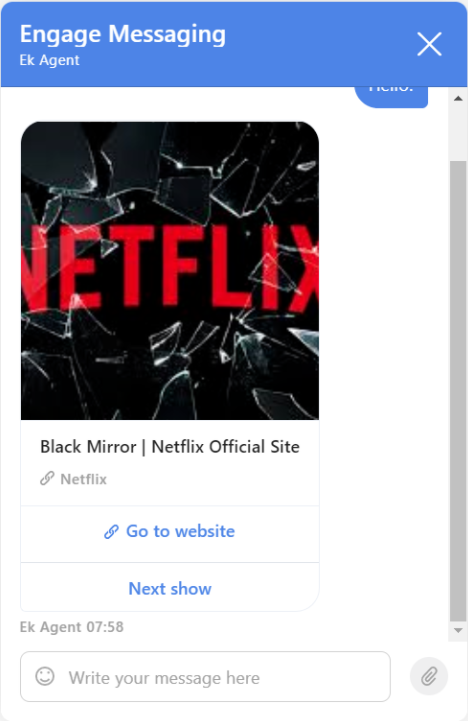 Engage Messaging
Ek Agent
Hello!
NETFLIX
Black Mirror | Netflix Official Site
Netflix
Go to website
Next show
Ek Agent 07:58
Write your message here